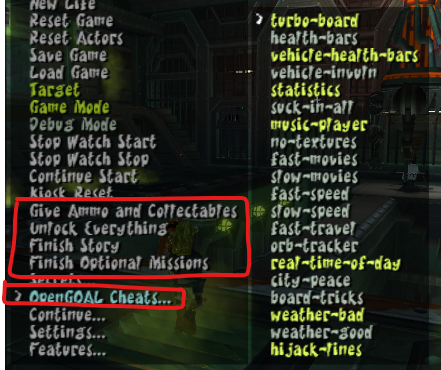 New Life
Reset Game
Reset Actors
Save Game
Load Game
Target
Game Mode
Debug Mode
Stop Watch Start
Stop Watch Stop
Continue Start
Kiosk Reset
Give Ammo and Collectables
Unlock Everything
Finish Story
Finish Optional Missions
Secrets...
OpenGOAL Cheats...
Continue...
Settings...
Features...
turbo-board
health-bars
vehicle-health-bars
vehicle-invuln
statistics
suck-in-all
music-player
no-textures
fast-movies
slow-movies
fast-speed
slow-speed
fast-travel
orb-tracker
real-time-of-day
city-peace
board-tricks
weather-bad
weather-good
hijack-lines